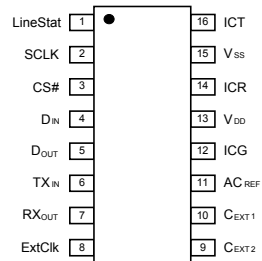 LineStat 1 16 ICT
SCLK 2 15 VSS
CS# 3 14 ICR
DIN 4 13 VDD
DOUT 5 12 ICG
TXIN 6 11 ACREF
RXOUT 7 10 CEXT1
ExtClk 8 9 CEXT2